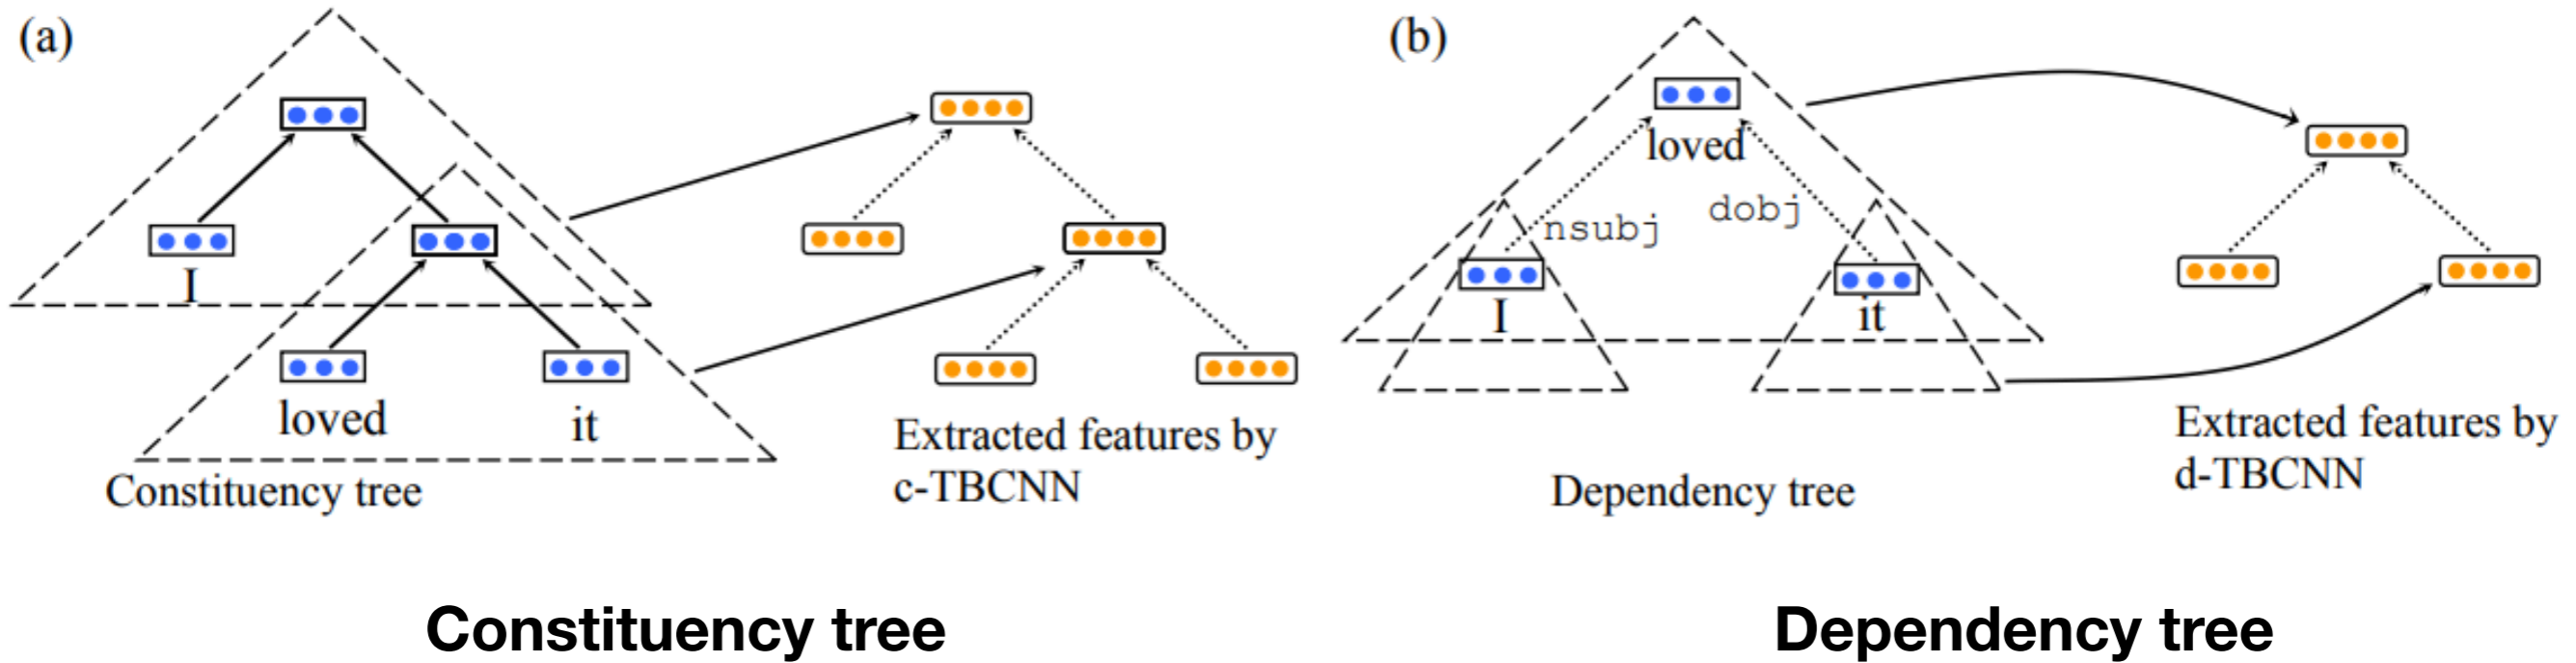 (a)
I
loved
it
Constituency tree
Extracted features by
c-TBCNN
(b)
loved
nsubj
dobj
I
it
Dependency tree
Extracted features by
d-TBCNN
Constituency tree
Dependency tree